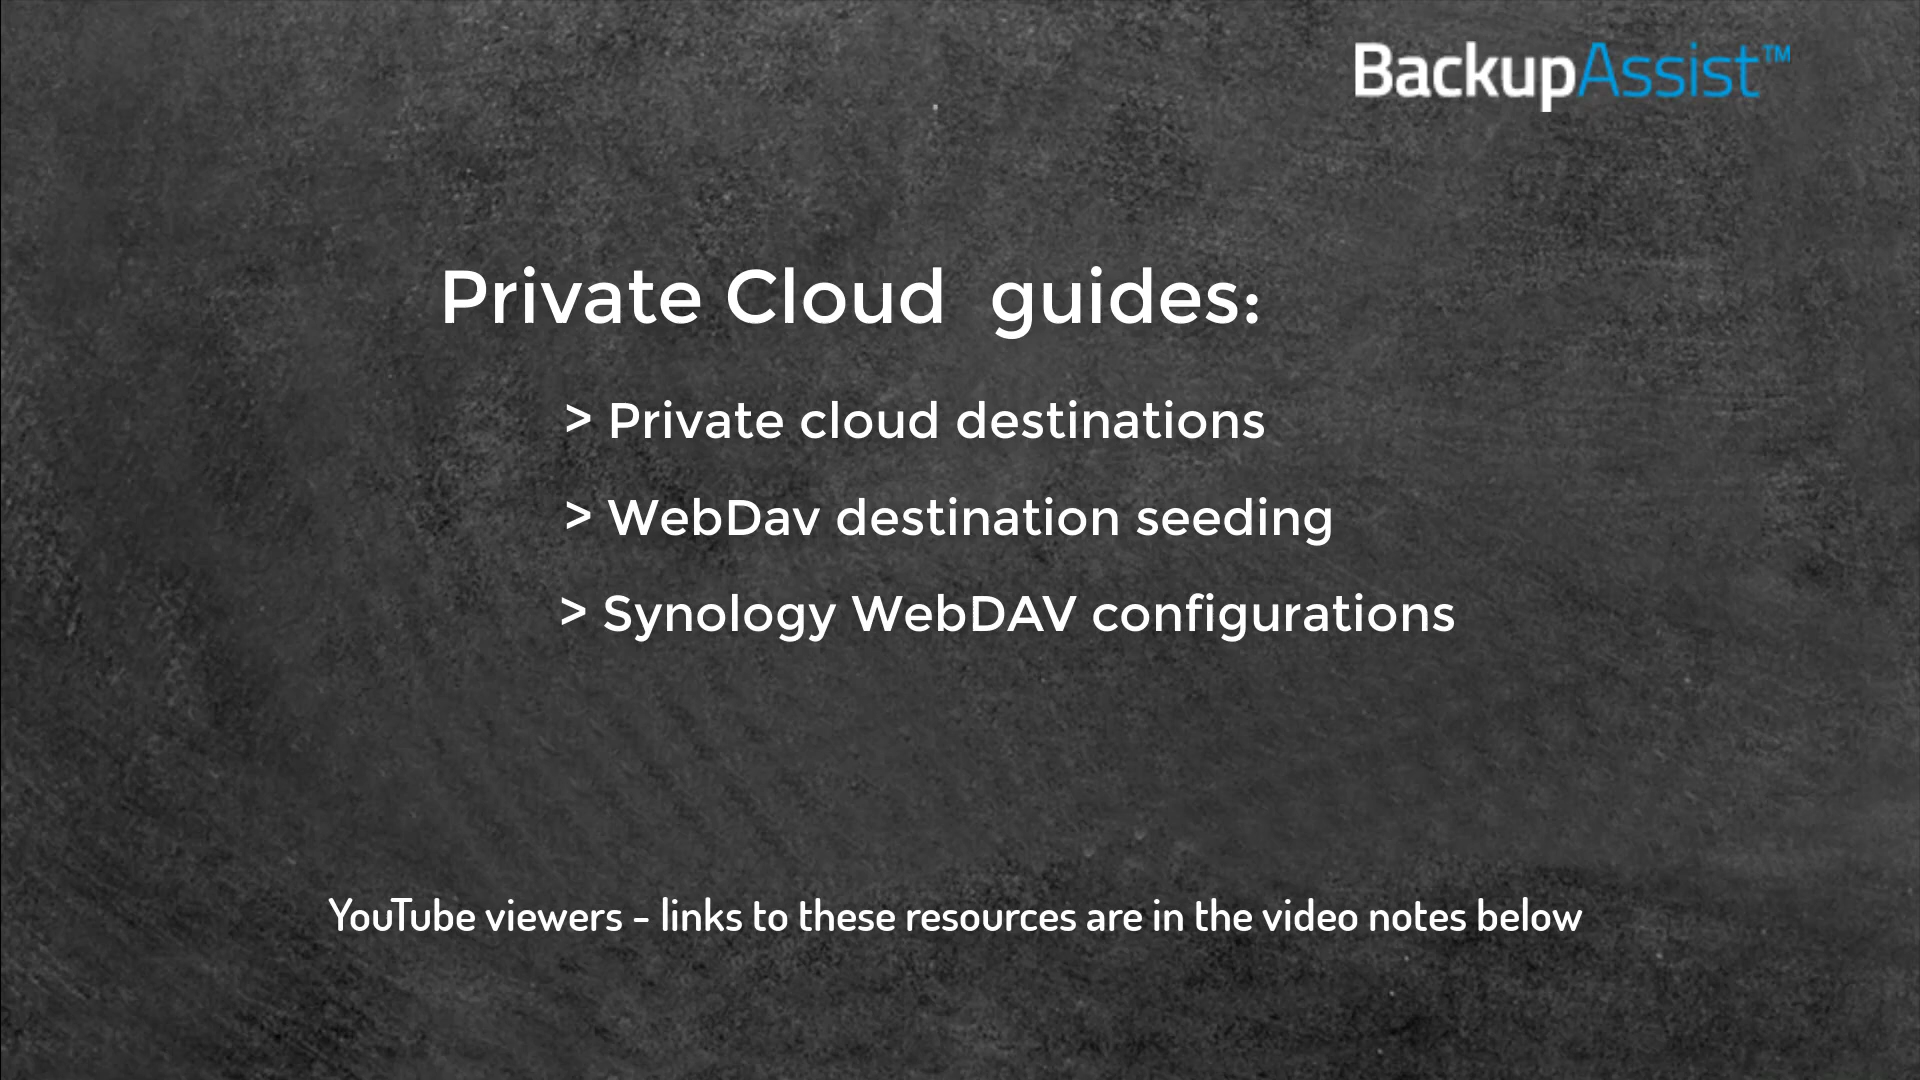 BackupAssist™
Private Cloud  guides:
> Private cloud destinations
> WebDav destination seeding
> Synology WebDAV configurations
YouTube viewers - links to these resources are in the video notes below